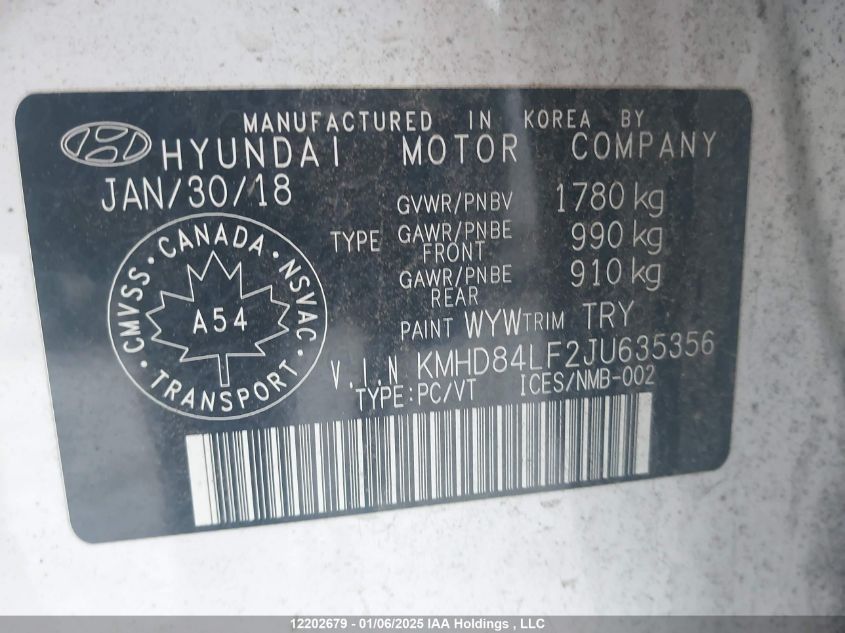 MANUFACTURED IN KOREA BY
HYUNDAI MOTOR COMPANY
JAN/30/18
GVWR/PNBV 1780 kg
TYPE GAWR/PNBE FRONT 990 kg
GAWR/PNBE REAR 910 kg
PAINT WYW TRIM TRY
V.I.N KMHD84LF2JU635356
TYPE:PC/VT ICES/NMB-002
CMVSS • CANADA • NSVAC • TRANSPORT •
A54
12202679 - 01/06/2025 IAA Holdings , LLC